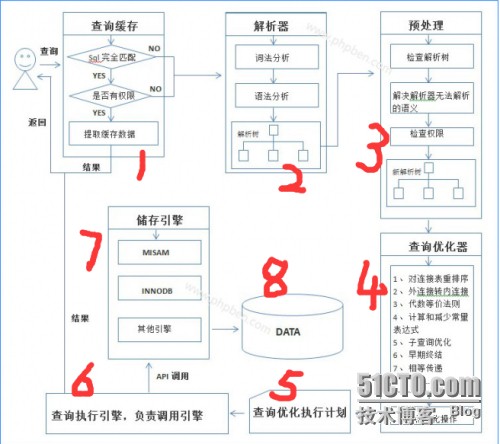 查询缓存
查询
Sql完全匹配
NO
YES
是否有权限
NO
YES
提取缓存数据
返回
结果
1
解析器
词法分析
语法分析
解析树
2
预处理
检查解析树
解决解析器无法解析的语义
检查权限
新解析树
3
查询优化器
1、对连接表重排序
2、外连接转内连接
3、代数等价法则
4、计算和减少常量
表达式
5、子查询优化
6、早期终结
7、相等传递
化操作
4
查询优化执行计划
5
查询执行引擎，负责调用引擎
6
API 调用
结果
储存引擎
MISAM
INNODB
其他引擎
7
DATA
8
www.phpben.com
www.phpben.com
51CTO.com
技术博客 Blog